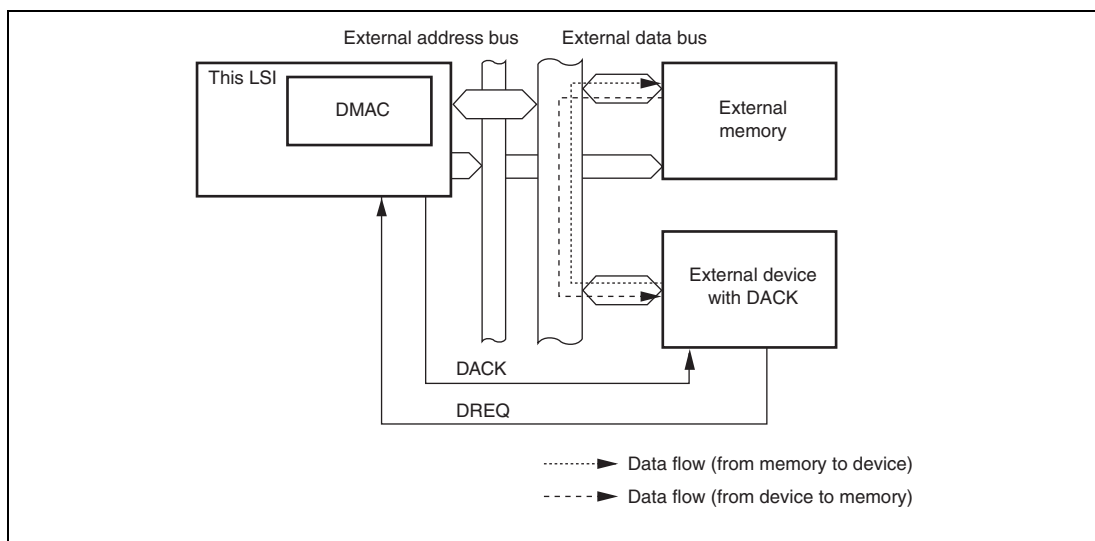 External address bus
External data bus
This LSI
DMAC
External
memory
External device
with DACK
DACK
DREQ
Data flow (from memory to device)
Data flow (from device to memory)